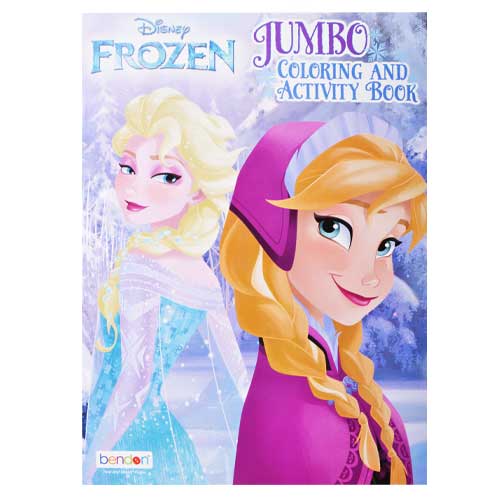 Disney
FROZEN
JUMBO
COLORING AND
ACTIVITY BOOK
bendon